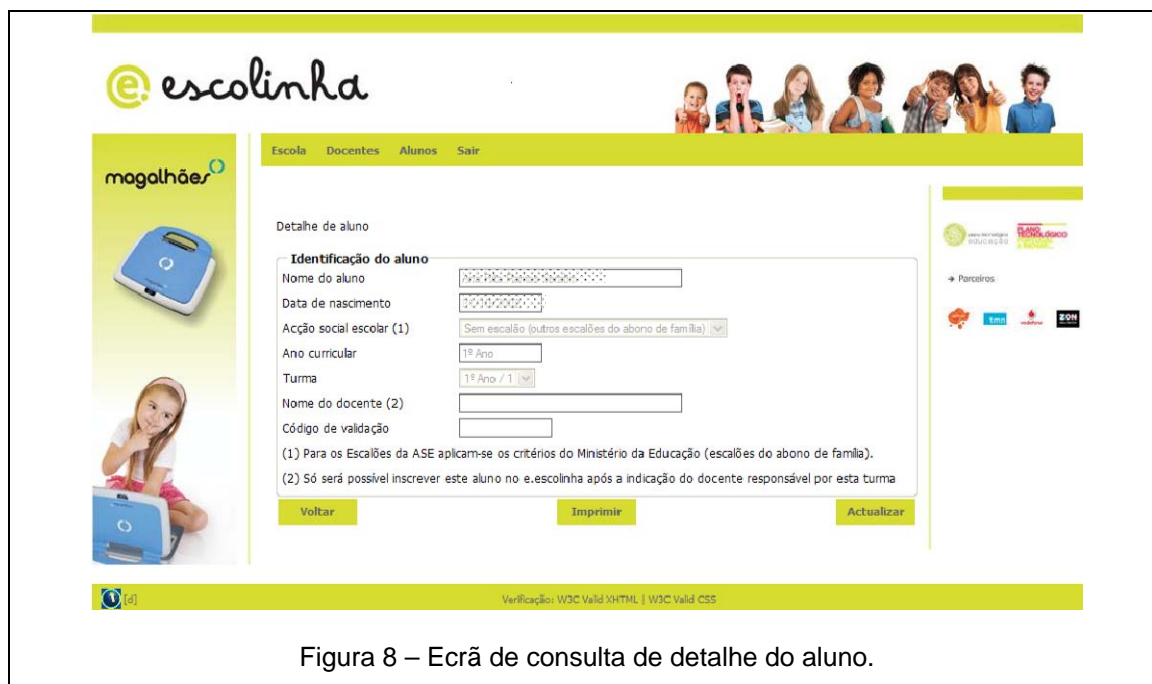 e. escolinha
magalhães
Escola Docentes Alunos Sair
Detalhe de aluno
Identificação do aluno
Nome do aluno
Data de nascimento
Acção social escolar (1) Sem escalão (outros escalões do abono de família)
Ano curricular 1º Ano
Turma 1º Ano / 1
Nome do docente (2)
Código de validação
(1) Para os Escalões da ASE aplicam-se os critérios do Ministério da Educação (escalões do abono de família).
(2) Só será possível inscrever este aluno no e.escolinha após a indicação do docente responsável por esta turma
Voltar Imprimir Actualizar
educação
PLANO TECNOLÓGICO
→ Parceiros
tmn vodafone ZON
[d] Verificação: W3C Valid XHTML | W3C Valid CSS
Figura 8 – Ecrã de consulta de detalhe do aluno.